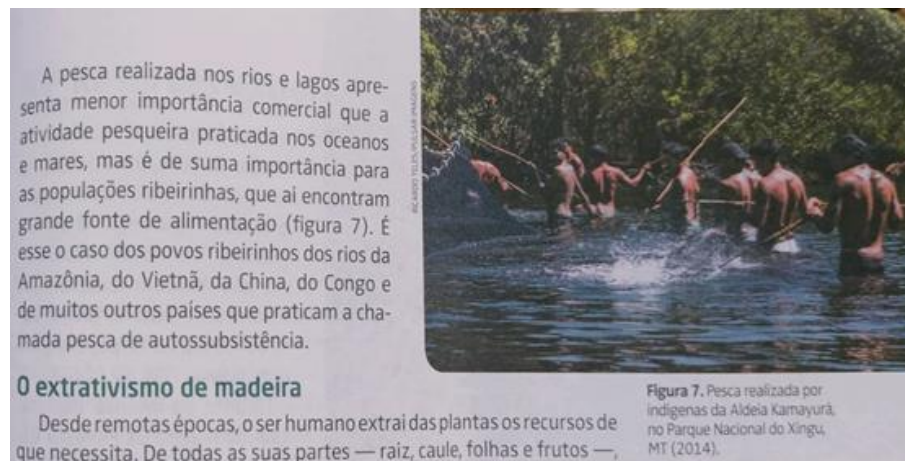 A pesca realizada nos rios e lagos apre-
senta menor importância comercial que a
atividade pesqueira praticada nos oceanos
e mares, mas é de suma importância para
as populações ribeirinhas, que aí encontram
grande fonte de alimentação (figura 7). É
esse o caso dos povos ribeirinhos dos rios da
Amazônia, do Vietnã, da China, do Congo e
de muitos outros países que praticam a cha-
mada pesca de autossubsistência.
RICARDO TELES/PULSAR IMAGENS
Figura 7. Pesca realizada por
indígenas da Aldeia Kamayurá,
no Parque Nacional do Xingu,
MT (2014).
O extrativismo de madeira
Desde remotas épocas, o ser humano extrai das plantas os recursos de
que necessita. De todas as suas partes — raiz, caule, folhas e frutos —,